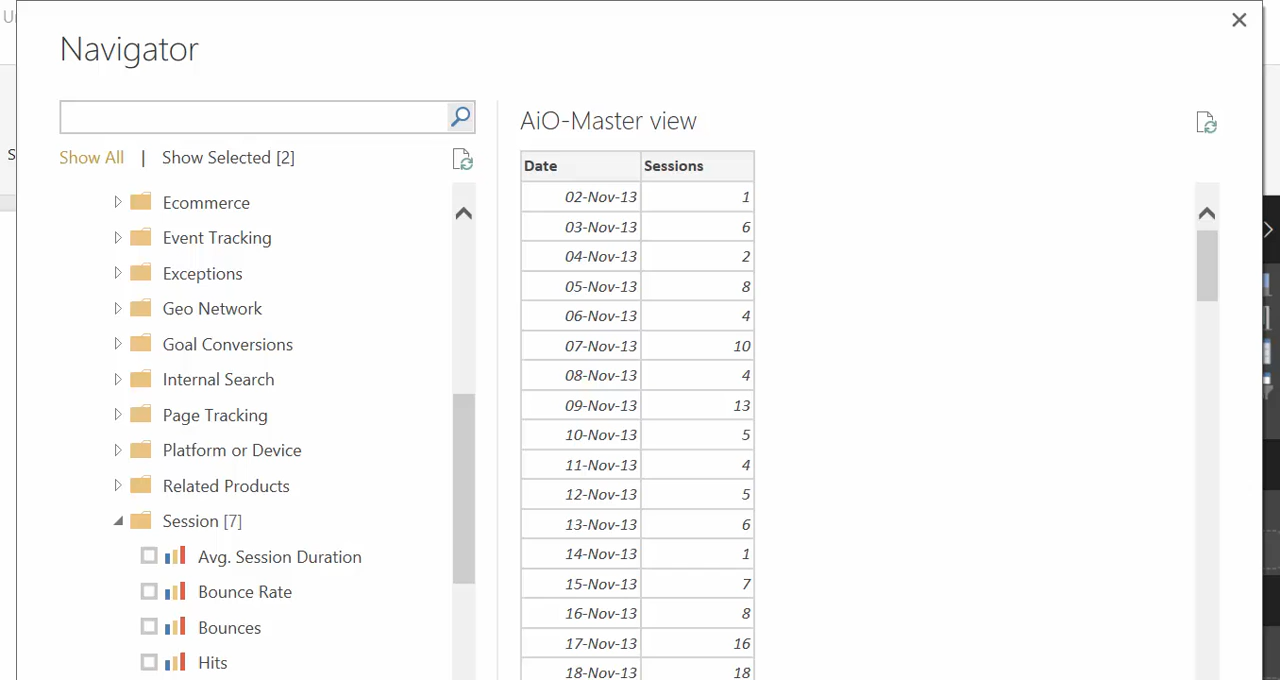 Navigator
Show All | Show Selected [2]
Ecommerce
Event Tracking
Exceptions
Geo Network
Goal Conversions
Internal Search
Page Tracking
Platform or Device
Related Products
Session [7]
Avg. Session Duration
Bounce Rate
Bounces
Hits
AiO-Master view
Date Sessions
02-Nov-13 1
03-Nov-13 6
04-Nov-13 2
05-Nov-13 8
06-Nov-13 4
07-Nov-13 10
08-Nov-13 4
09-Nov-13 13
10-Nov-13 5
11-Nov-13 4
12-Nov-13 5
13-Nov-13 6
14-Nov-13 1
15-Nov-13 7
16-Nov-13 8
17-Nov-13 16
18-Nov-13 18